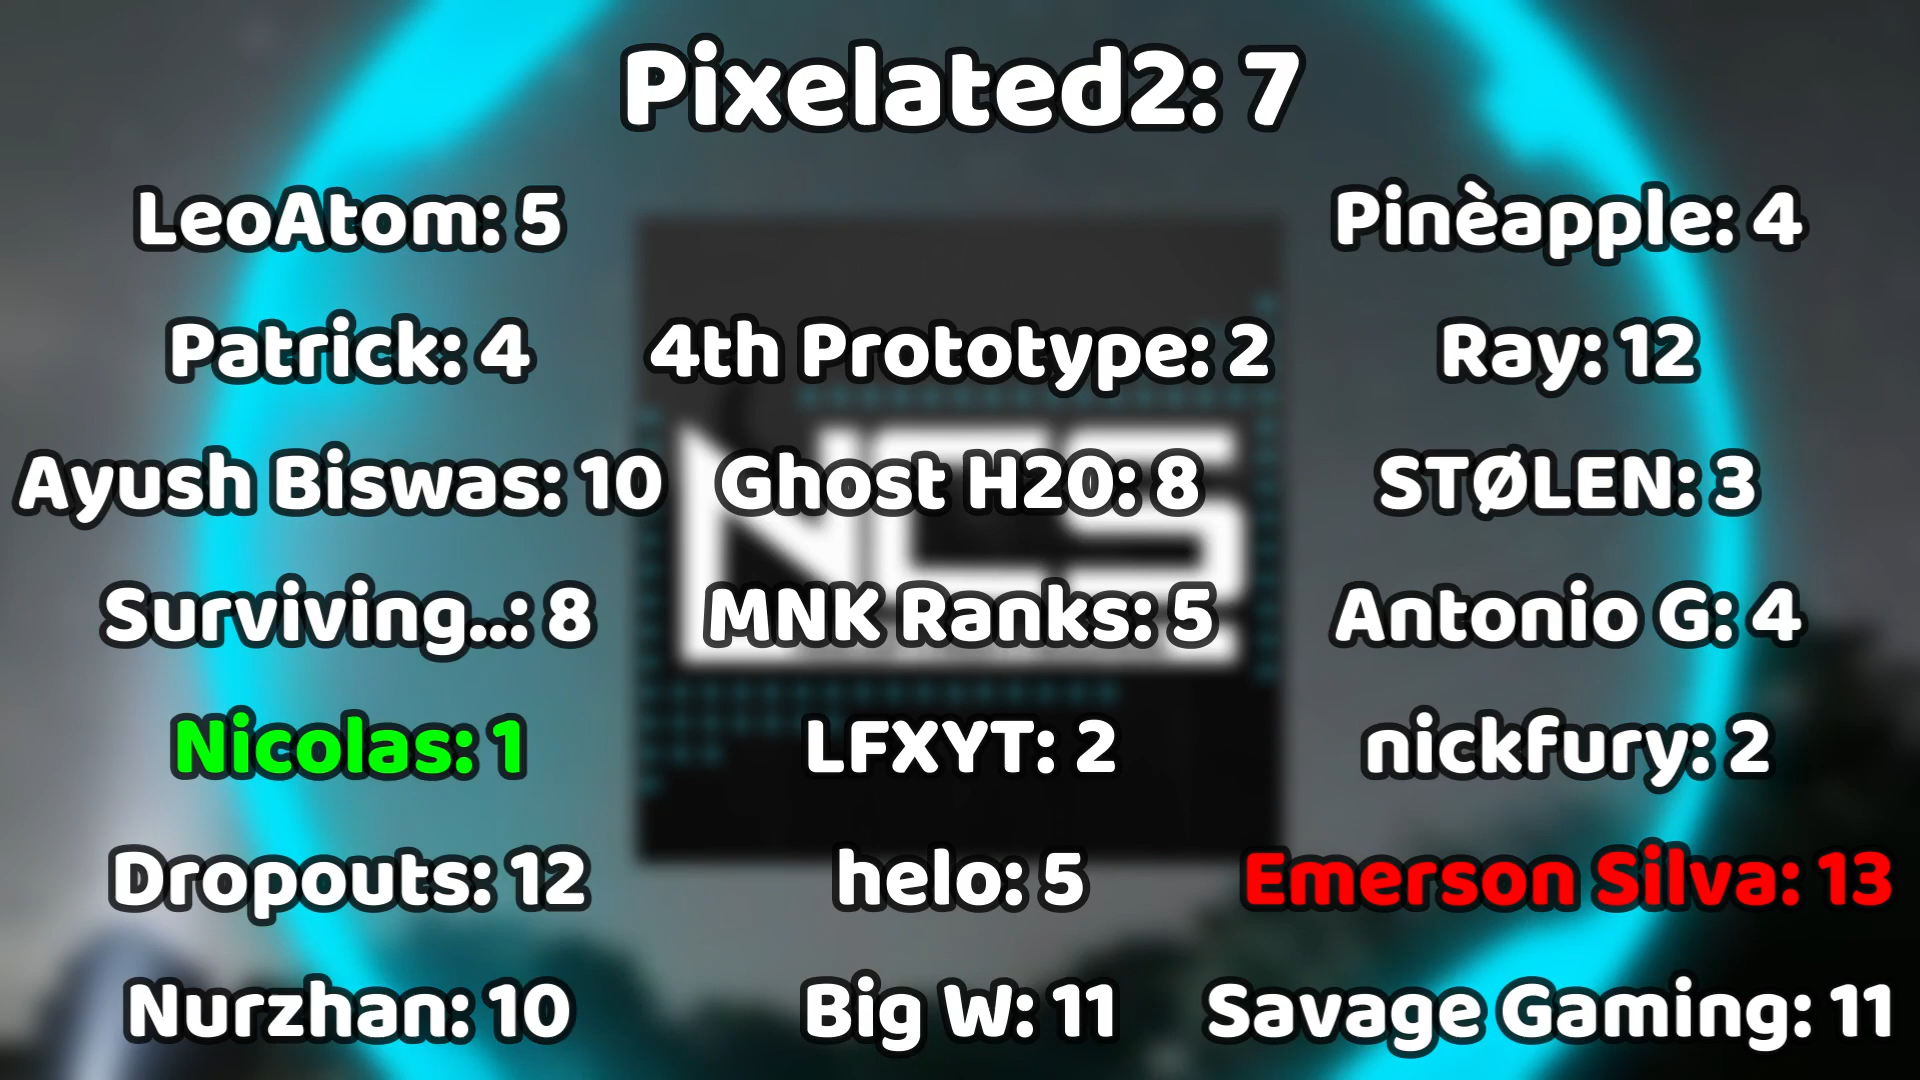 Pixelated2: 7
LeoAtom: 5
Pinèapple: 4
Patrick: 4
4th Prototype: 2
Ray: 12
Ayush Biswas: 10
Ghost H20: 8
STØLEN: 3
NCS
Surviving..: 8
MNK Ranks: 5
Antonio G: 4
Nicolas: 1
LFXYT: 2
nickfury: 2
Dropouts: 12
helo: 5
Emerson Silva: 13
Nurzhan: 10
Big W: 11
Savage Gaming: 11